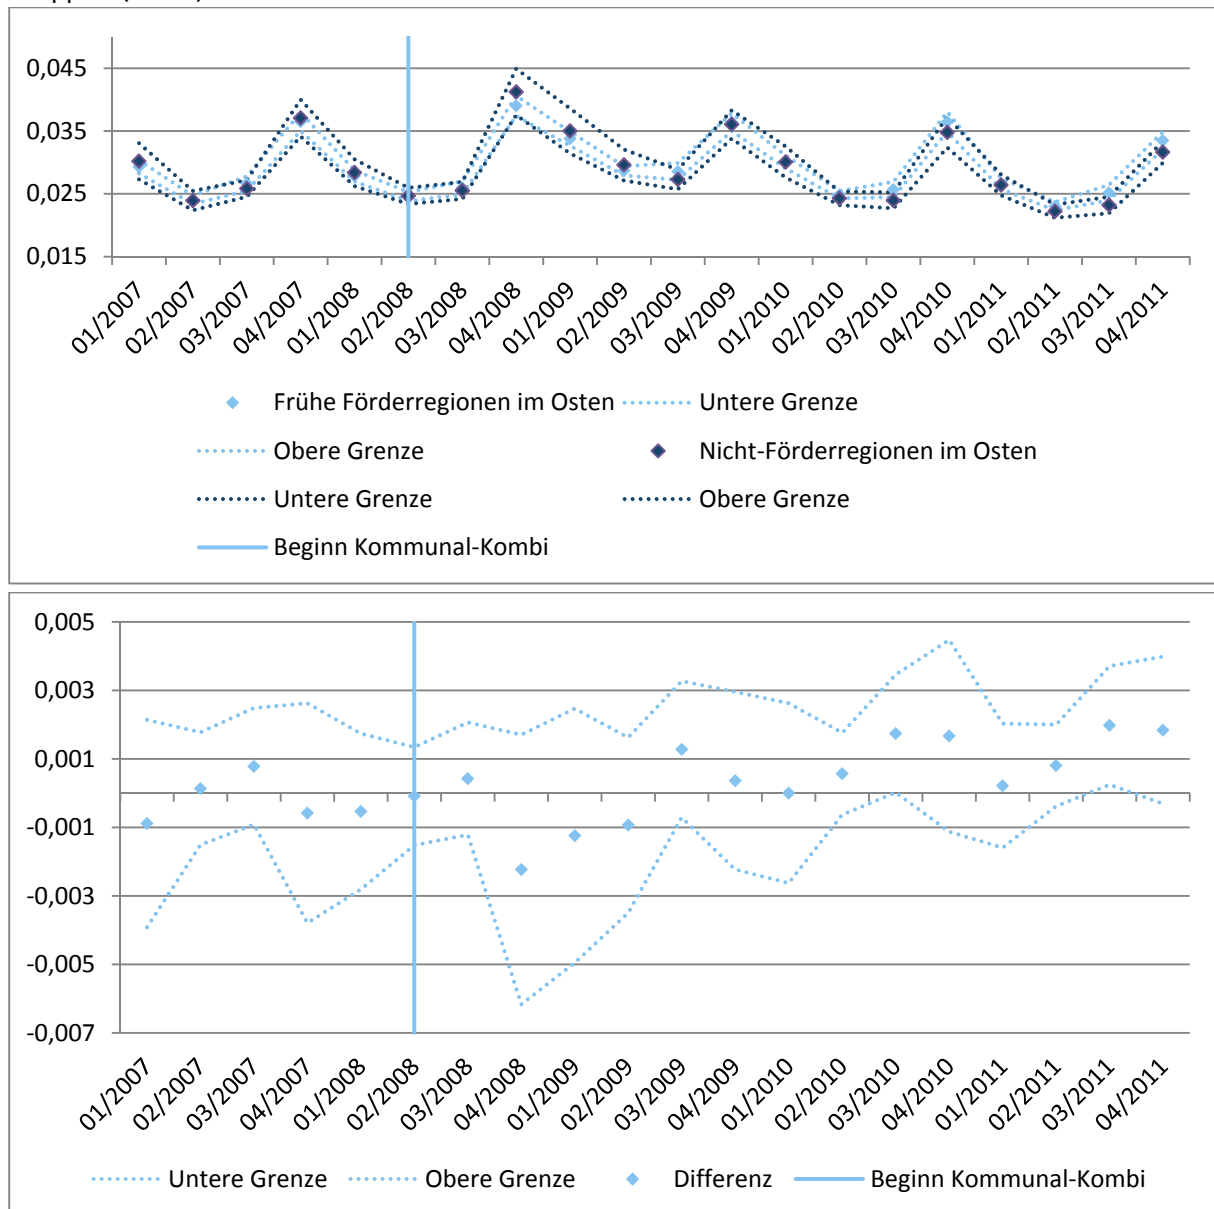 0,045
0,035
0,025
0,015
01/2007 02/2007 03/2007 04/2007 01/2008 02/2008 03/2008 04/2008 01/2009 02/2009 03/2009 04/2009 01/2010 02/2010 03/2010 04/2010 01/2011 02/2011 03/2011 04/2011
Frühe Förderregionen im Osten Untere Grenze
Obere Grenze Nicht-Förderregionen im Osten
Untere Grenze Obere Grenze
Beginn Kommunal-Kombi
0,005
0,003
0,001
-0,001
-0,003
-0,005
-0,007
01/2007 02/2007 03/2007 04/2007 01/2008 02/2008 03/2008 04/2008 01/2009 02/2009 03/2009 04/2009 01/2010 02/2010 03/2010 04/2010 01/2011 02/2011 03/2011 04/2011
Untere Grenze Obere Grenze Differenz Beginn Kommunal-Kombi